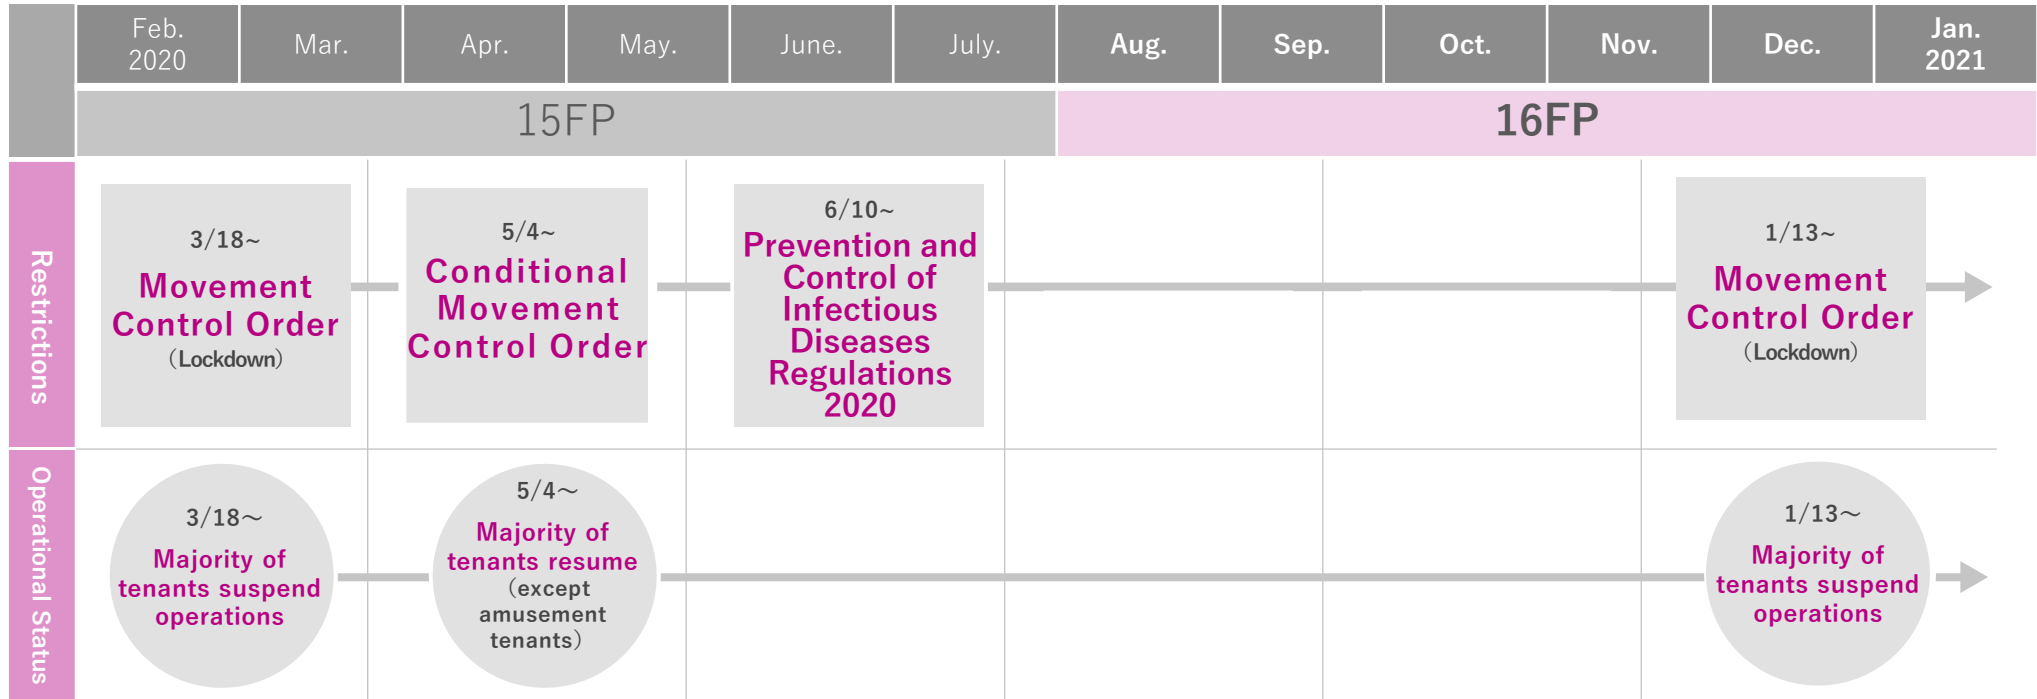 Feb.
2020
Mar.
Apr.
May.
June.
July.
Aug.
Sep.
Oct.
Nov.
Dec.
Jan.
2021
15FP
16FP
Restrictions
3/18~
Movement
Control Order
（Lockdown）
5/4~
Conditional
Movement
Control Order
6/10~
Prevention and
Control of
Infectious
Diseases
Regulations
2020
1/13~
Movement
Control Order
（Lockdown）
Operational Status
3/18～
Majority of
tenants suspend
operations
5/4～
Majority of
tenants resume
（except
amusement
tenants）
1/13～
Majority of
tenants suspend
operations